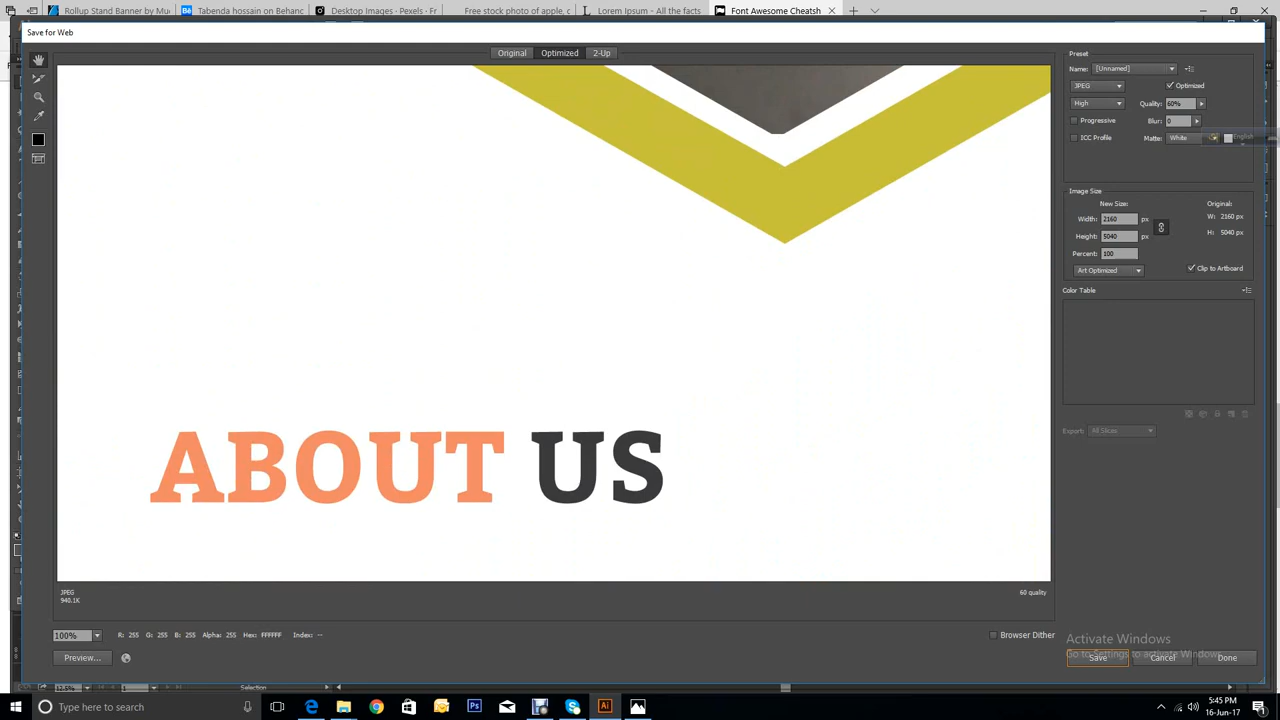 Rollup Stand Banner by Muc
Tabenda hossain on Behanc
Desktop Images · Pexels · Fr
Free stock photo of apple, c
Lorem Ipsum - All the facts
Font Awesome Cheatsh
Save for Web
Original
Optimized
2-Up
Preset
Name: [Unnamed]
JPEG
Optimized
High
Quality: 60%
Progressive
Blur: 0
ICC Profile
Matte: White
English
Image Size
New Size:
Original:
Width: 2160 px
W: 2160 px
Height: 5040 px
H: 5040 px
Percent: 100
Art Optimized
Clip to Artboard
Color Table
Export: All Slices
ABOUT US
JPEG
940.1K
60 quality
100%
R: 255 G: 255 B: 255 Alpha: 255 Hex: FFFFFF Index: --
Browser Dither
Activate Windows
Go to Settings to activate Windows.
Preview...
Save
Cancel
Done
Selection
Type here to search
5:45 PM
16-Jun-17